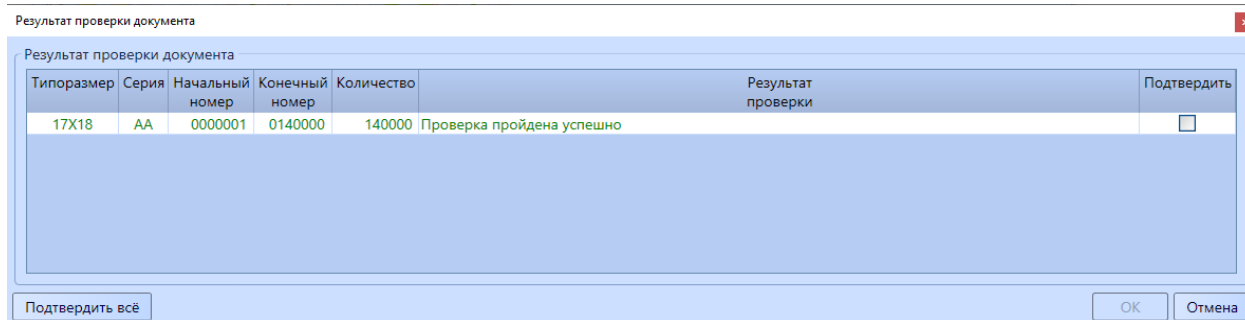 Результат проверки документа
Результат проверки документа
Типоразмер Серия Начальный номер Конечный номер Количество Результат проверки Подтвердить
17X18 AA 0000001 0140000 140000 Проверка пройдена успешно
Подтвердить всё OK Отмена